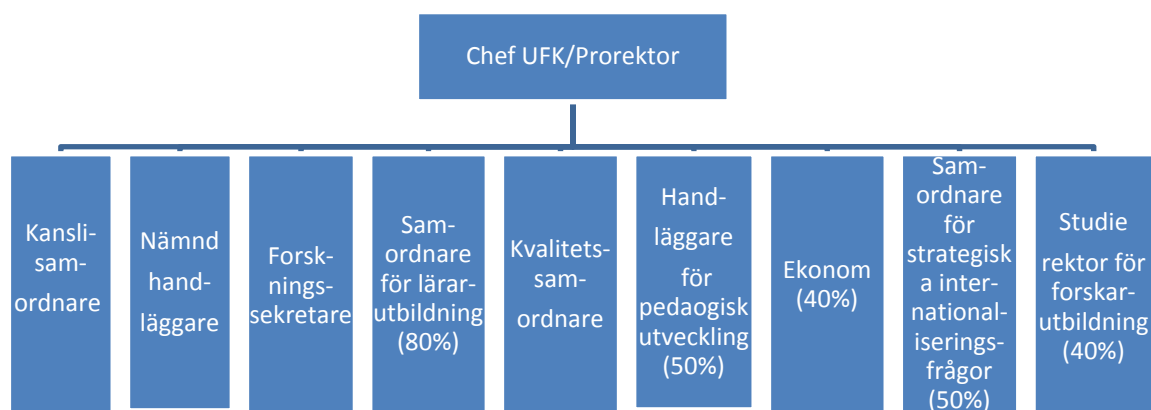 Chef UFK/Prorektor
Kansli-
sam-
ordnare
Nämnd
hand-
läggare
Forsk-
nings-
sekretare
Sam-
ordnare
för lärar-
utbildning
(80%)
Kvalitets-
sam-
ordnare
Hand-
läggare
för
pedaogisk
utveckling
(50%)
Ekonom
(40%)
Sam-
ordnare
för
strategisk
a inter-
national-
iserings-
frågor
(50%)
Studie
rektor för
forskar-
utbildning
(40%)